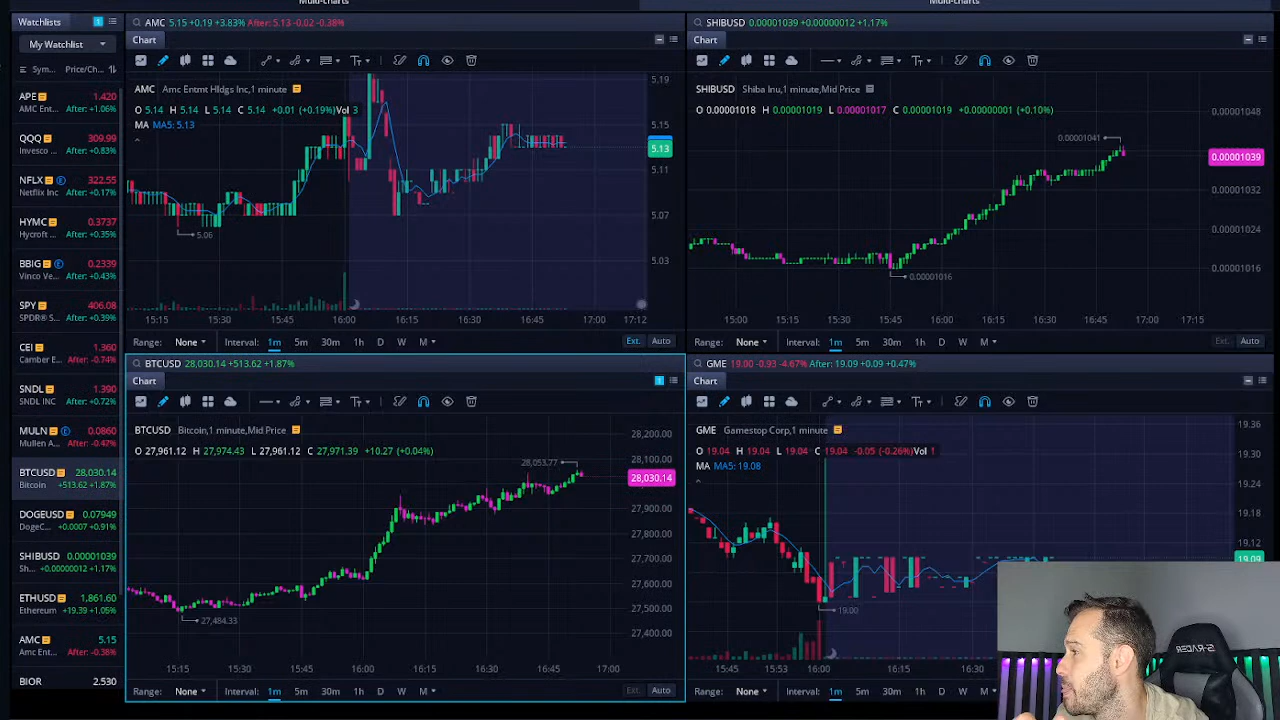 Multi-charts
Multi-charts
Watchlists 1
My Watchlist
Sym... Price/Ch...
APE 1.420
AMC Ent... After: +1.06%
QQQ 309.99
Invesco ... After: +0.83%
NFLX E 322.55
Netflix Inc After: +0.17%
HYMC 0.3737
Hycroft ... After: +0.35%
BBIG E 0.2339
Vinco Ve... After: +0.43%
SPY 406.08
SPDR® S... After: +0.39%
CEI 1.360
Camber E... After: -0.74%
SNDL 1.390
SNDL INC After: +0.72%
MULN E 0.0860
Mullen A... After: -0.47%
BTCUSD 28,030.14
Bitcoin +513.62 +1.87%
DOGEUSD 0.07949
DogeC... +0.0007 +0.91%
SHIBUSD 0.00001039
Sh... +0.00000012 +1.17%
ETHUSD 1,861.60
Ethereum +19.39 +1.05%
AMC 5.15
Amc Ent... After: -0.38%
BIOR 2.530
AMC 5.15 +0.19 +3.83% After: 5.13 -0.02 -0.38%
Chart
AMC Amc Entmt Hldgs Inc,1 minute
O 5.14 H 5.14 L 5.14 C 5.14 +0.01 (+0.19%) Vol 3
MA MA5: 5.13
5.19
5.15
5.13
5.11
5.07
5.03
5.06
15:15 15:30 15:45 16:00 16:15 16:30 16:45 17:00 17:12
Range: None Interval: 1m 5m 30m 1h D W M Ext. Auto
SHIBUSD 0.00001039 +0.00000012 +1.17%
Chart
SHIBUSD Shiba Inu,1 minute,Mid Price
O 0.00001018 H 0.00001019 L 0.00001017 C 0.00001019 +0.00000001 (+0.10%)
0.00001048
0.00001041
0.00001039
0.00001032
0.00001024
0.00001016
0.00001016
15:00 15:15 15:30 15:45 16:00 16:15 16:30 16:45 17:00 17:15
Range: None Interval: 1m 5m 30m 1h D W M Ext. Auto
BTCUSD 28,030.14 +513.62 +1.87%
Chart 1
BTCUSD Bitcoin,1 minute,Mid Price
O 27,961.12 H 27,974.43 L 27,961.12 C 27,971.39 +10.27 (+0.04%)
28,200.00
28,100.00
28,053.77
28,030.14
27,900.00
27,800.00
27,700.00
27,600.00
27,500.00
27,400.00
27,484.33
15:15 15:30 15:45 16:00 16:15 16:30 16:45 17:00
Range: None Interval: 1m 5m 30m 1h D W M Ext. Auto
GME 19.00 -0.93 -4.67% After: 19.09 +0.09 +0.47%
Chart
GME Gamestop Corp,1 minute
O 19.04 H 19.04 L 19.04 C 19.04 -0.05 (-0.26%) Vol 1
MA MA5: 19.08
19.36
19.30
19.24
19.18
19.12
19.09
19.00
15:45 15:53 16:00 16:15 16:30
Range: None Interval: 1m 5m 30m 1h D W M